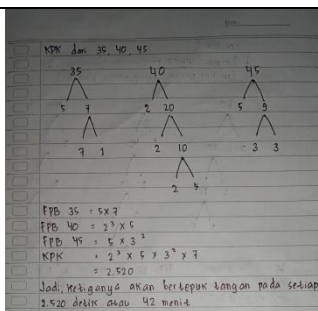 KPK dari 35, 40, 45
35 40 45
5 7 2 20 5 9
7 1 2 10 3 3
2 5
FPB 35 = 5 x 7
FPB 40 = 2³ x 5
FPB 45 = 5 x 3²
KPK = 2³ x 5 x 3² x 7
= 2.520
Jadi, ketiganya akan bertepuk tangan pada setiap
2.520 detik atau 42 menit